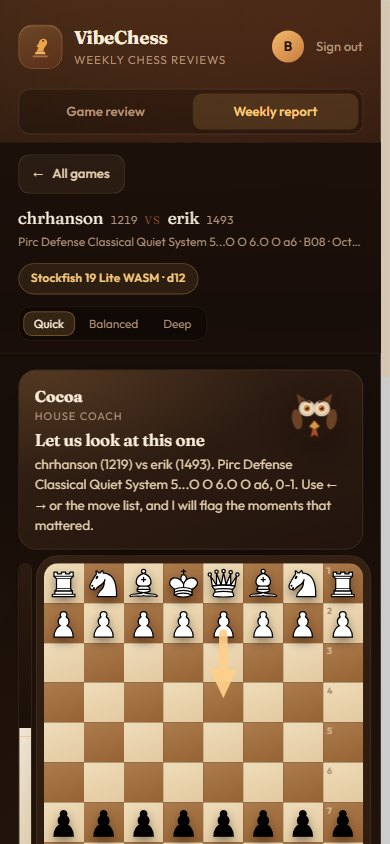 VibeChess
WEEKLY CHESS REVIEWS
B
Sign out
Game review
Weekly report
← All games
chrhanson 1219 VS erik 1493
Pirc Defense Classical Quiet System 5...O O 6.O O a6 · B08 · Oct...
Stockfish 19 Lite WASM · d12
Quick
Balanced
Deep
Cocoa
HOUSE COACH
Let us look at this one
chrhanson (1219) vs erik (1493). Pirc Defense
Classical Quiet System 5...O O 6.O O a6, 0-1. Use ←
→ or the move list, and I will flag the moments that
mattered.
1
2
3
4
5
6
7